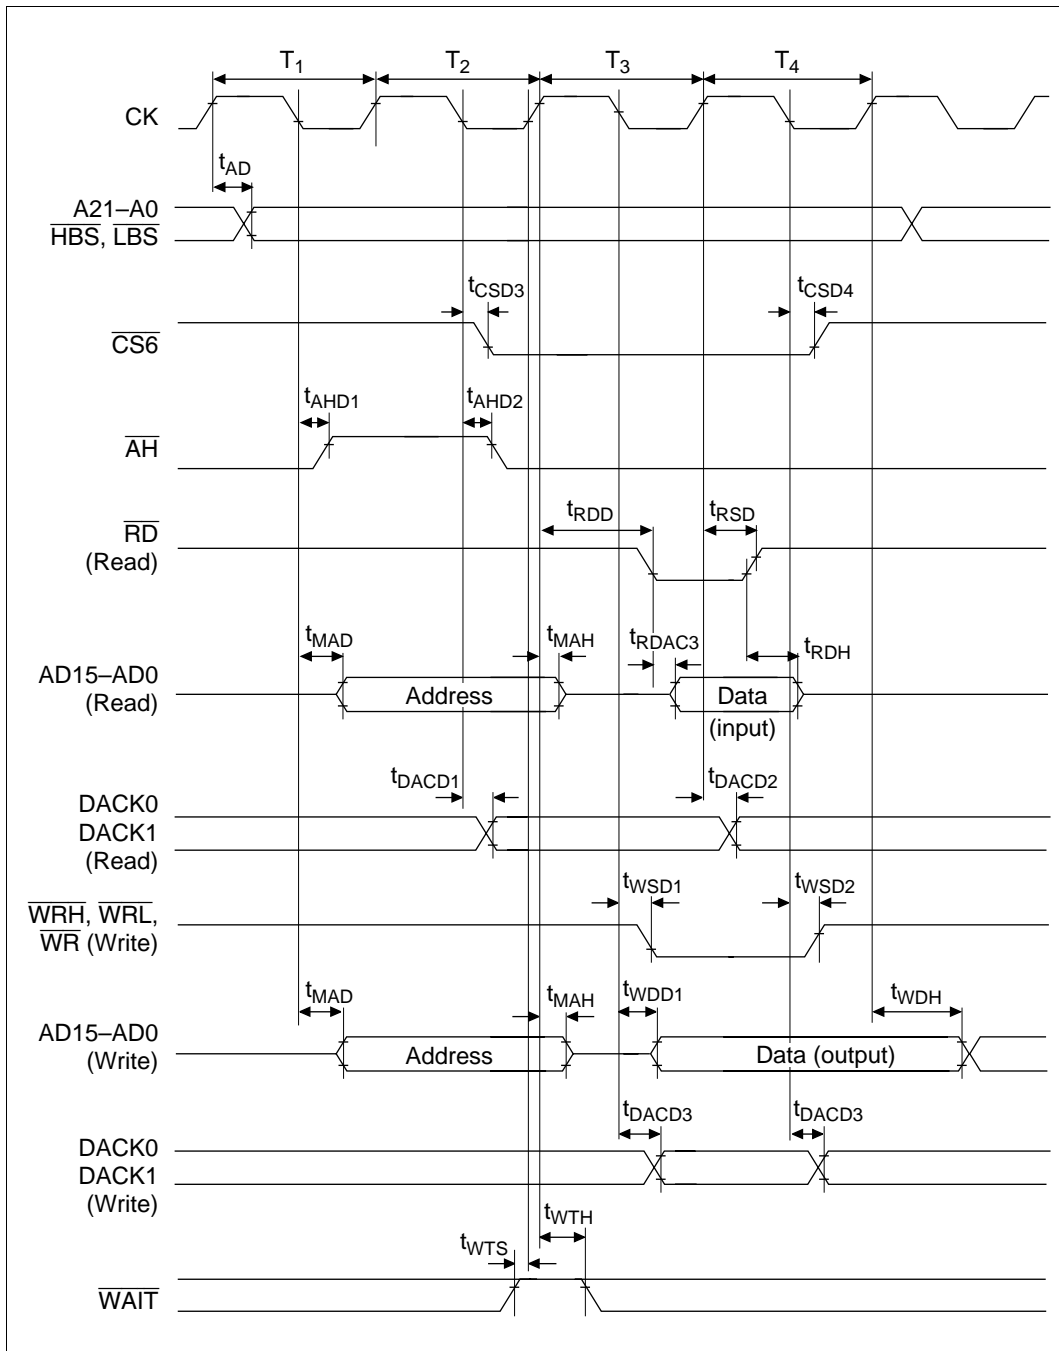 T1 T2 T3 T4
CK
tAD
A21–A0
HBS, LBS
tCSD3 tCSD4
CS6
tAHD1 tAHD2
AH
tRDD tRSD
RD
(Read)
tMAD tMAH tRDAC3 tRDH
AD15–AD0
(Read)
Address Data
(input)
tDACD1 tDACD2
DACK0
DACK1
(Read)
tWSD1 tWSD2
WRH, WRL,
WR (Write)
tMAD tMAH tWDD1 tWDH
AD15–AD0
(Write)
Address Data (output)
tDACD3 tDACD3
DACK0
DACK1
(Write)
tWTH
tWTS
WAIT